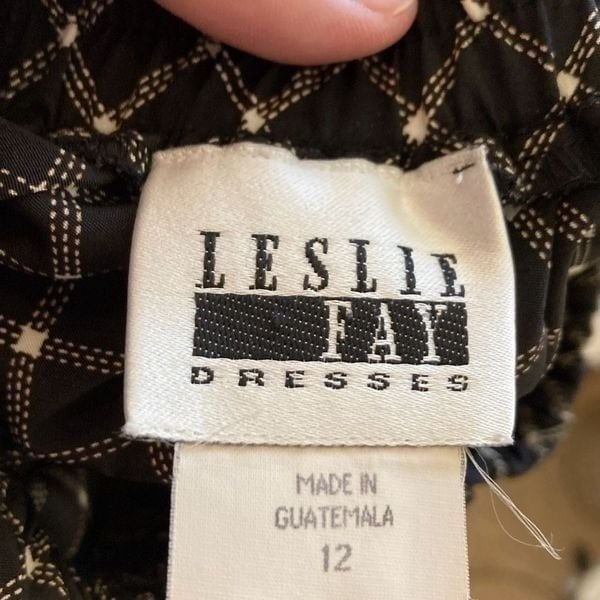 LESLIE
FAY
DRESSES
MADE IN
GUATEMALA
12